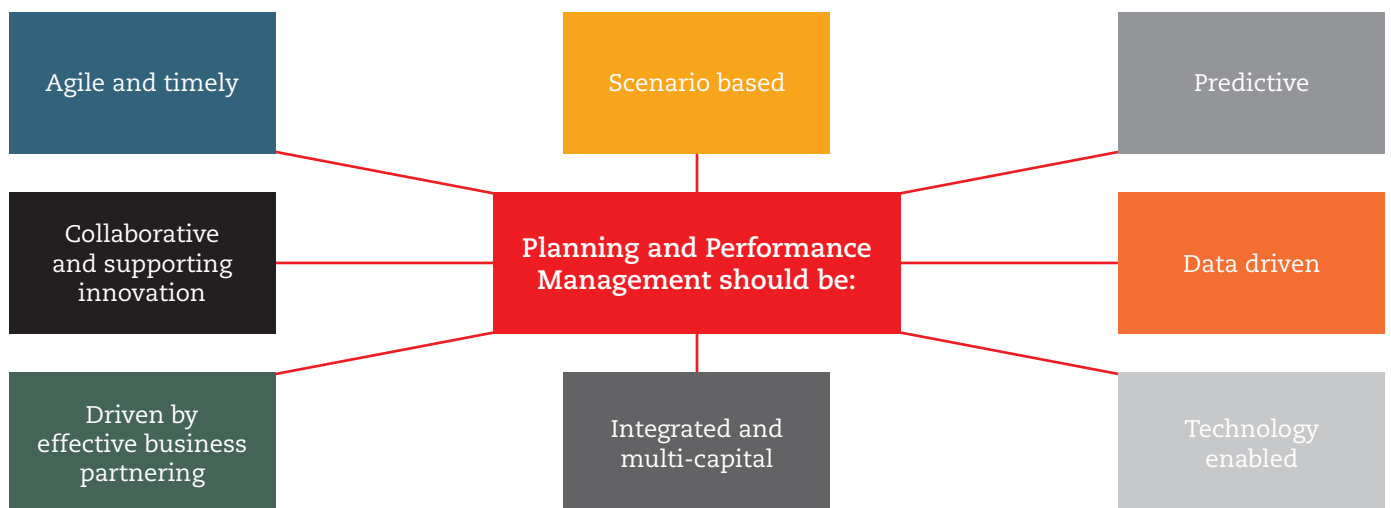 Agile and timely
Scenario based
Predictive
Collaborative
and supporting
innovation
Planning and Performance
Management should be:
Data driven
Driven by
effective business
partnering
Integrated and
multi-capital
Technology
enabled